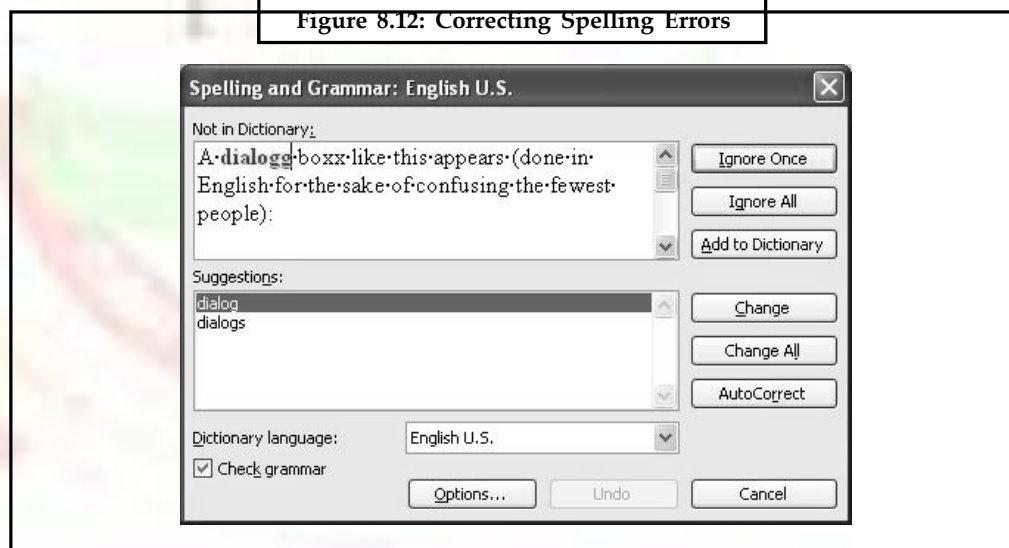 Figure 8.12: Correcting Spelling Errors
Spelling and Grammar: English U.S.
Not in Dictionary:
A·dialogg·boxx·like·this·appears·(done·in·
English·for·the·sake·of·confusing·the·fewest·
people):
Ignore Once
Ignore All
Add to Dictionary
Suggestions:
dialog
dialogs
Change
Change All
AutoCorrect
Dictionary language: English U.S.
Check grammar
Options... Undo Cancel